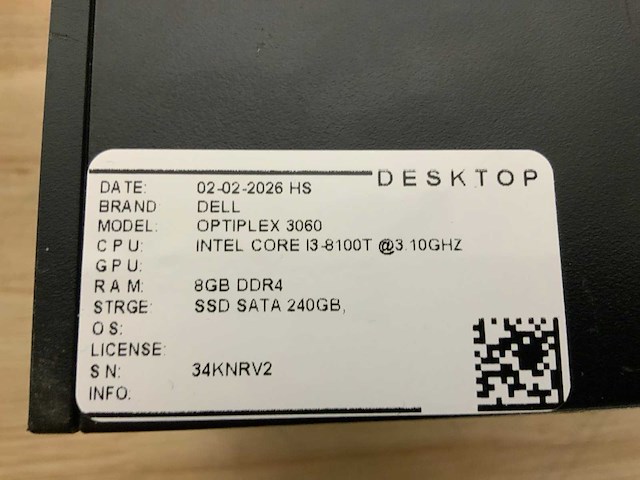 DESKTOP
DATE: 02-02-2026 HS
BRAND DELL
MODEL: OPTIPLEX 3060
CPU: INTEL CORE I3-8100T @3.10GHZ
GPU:
RAM: 8GB DDR4
STRGE: SSD SATA 240GB,
OS:
LICENSE:
SN: 34KNRV2
INFO.